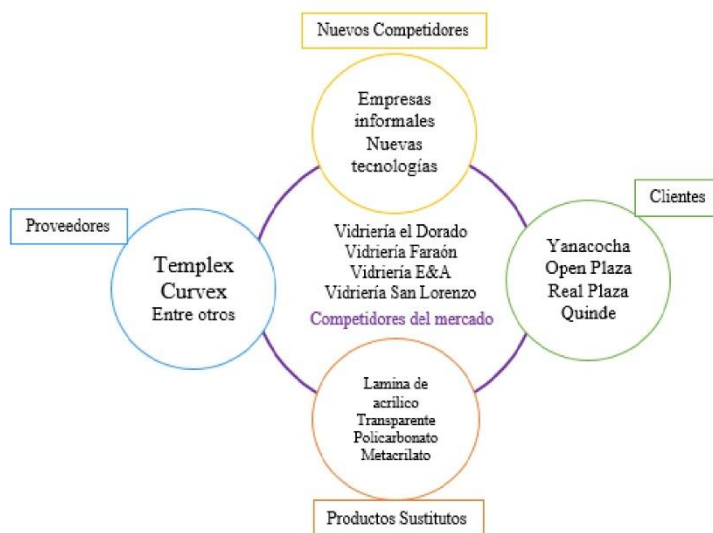 Nuevos Competidores
Empresas
informales
Nuevas
tecnologías
Clientes
Proveedores
Templex
Curvex
Entre otros
Vidriería el Dorado
Vidriería Faraón
Vidriería E&A
Vidriería San Lorenzo
Competidores del mercado
Yanacocha
Open Plaza
Real Plaza
Quinde
Lamina de
acrílico
Transparente
Policarbonato
Metacrilato
Productos Sustitutos